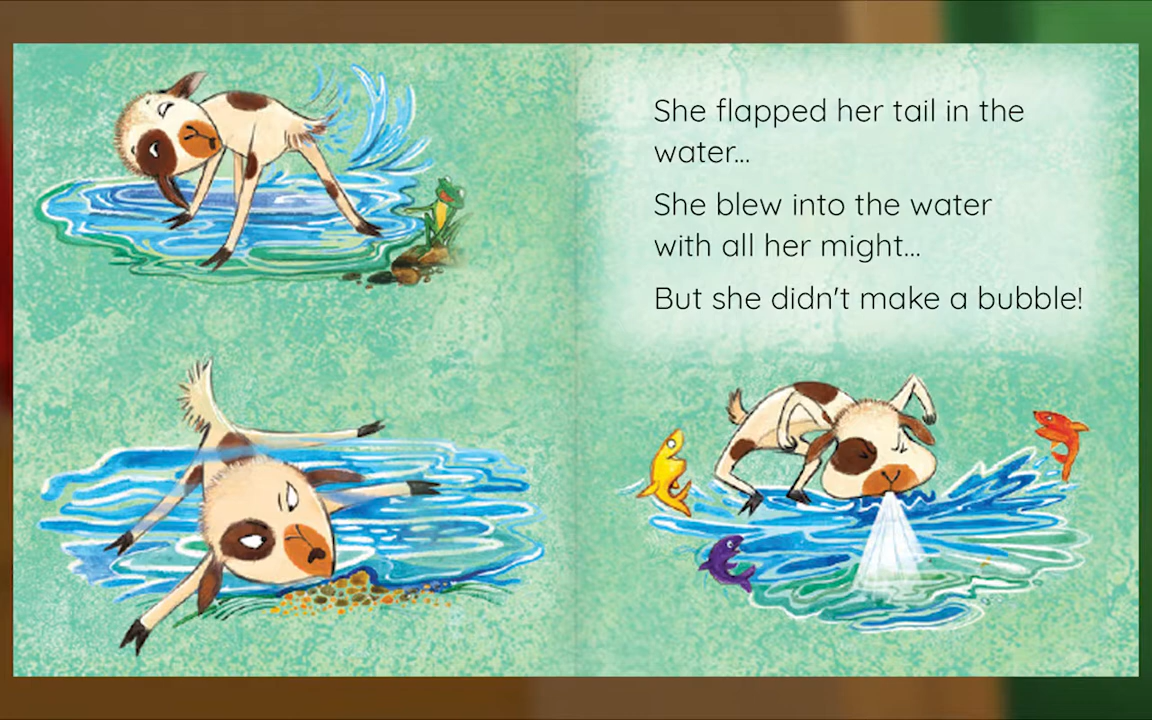 She flapped her tail in the
water...
She blew into the water
with all her might...
But she didn't make a bubble!